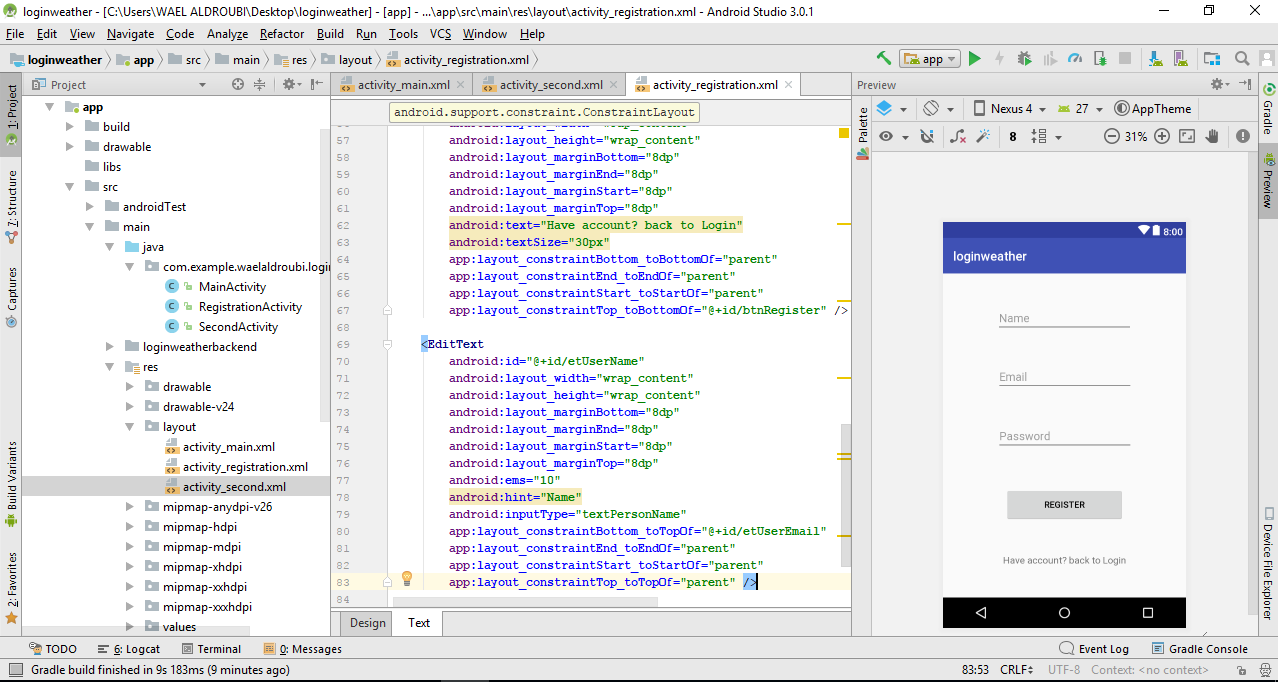 loginweather - [C:\Users\WAEL ALDROUBI\Desktop\loginweather] - [app] - ...\app\src\main\res\layout\activity_registration.xml - Android Studio 3.0.1
File Edit View Navigate Code Analyze Refactor Build Run Tools VCS Window Help
loginweather app src main res layout activity_registration.xml
app
Project
activity_main.xml activity_second.xml activity_registration.xml
Preview
android.support.constraint.ConstraintLayout
Palette
Nexus 4 27 AppTheme
8 31%
1: Project
7: Structure
Captures
Build Variants
2: Favorites
app
build
drawable
libs
src
androidTest
main
java
com.example.waelaldroubi.login
MainActivity
RegistrationActivity
SecondActivity
loginweatherbackend
res
drawable
drawable-v24
layout
activity_main.xml
activity_registration.xml
activity_second.xml
mipmap-anydpi-v26
mipmap-hdpi
mipmap-mdpi
mipmap-xhdpi
mipmap-xxhdpi
mipmap-xxxhdpi
values
56 android:layout_width="wrap_content"
57 android:layout_height="wrap_content"
58 android:layout_marginBottom="8dp"
59 android:layout_marginEnd="8dp"
60 android:layout_marginStart="8dp"
61 android:layout_marginTop="8dp"
62 android:text="Have account? back to Login"
63 android:textSize="30px"
64 app:layout_constraintBottom_toBottomOf="parent"
65 app:layout_constraintEnd_toEndOf="parent"
66 app:layout_constraintStart_toStartOf="parent"
67 app:layout_constraintTop_toBottomOf="@+id/btnRegister" />
68
69 <EditText
70 android:id="@+id/etUserName"
71 android:layout_width="wrap_content"
72 android:layout_height="wrap_content"
73 android:layout_marginBottom="8dp"
74 android:layout_marginEnd="8dp"
75 android:layout_marginStart="8dp"
76 android:layout_marginTop="8dp"
77 android:ems="10"
78 android:hint="Name"
79 android:inputType="textPersonName"
80 app:layout_constraintBottom_toTopOf="@+id/etUserEmail"
81 app:layout_constraintEnd_toEndOf="parent"
82 app:layout_constraintStart_toStartOf="parent"
83 app:layout_constraintTop_toTopOf="parent" />
84
Design Text
8:00
loginweather
Name
Email
Password
REGISTER
Have account? back to Login
Gradle
Preview
Device File Explorer
TODO 6: Logcat Terminal 0: Messages Event Log Gradle Console
Gradle build finished in 9s 183ms (9 minutes ago) 83:53 CRLF UTF-8 Context: <no context>